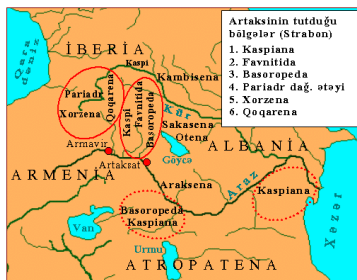 Artaksinin tutduğu
bölgələr (Strabon)
1. Kaspiana
2. Favnitida
3. Basoropeda
4. Pariadr dağ. ətəyi
5. Xorzena
6. Qoqarena
Qara
dəniz
İBERİA
Kaspi
Kambisena
Pariadr
Xorzena
Qoqarena
Kaspi
Favnitida
Basoropeda
Kür
Sakasena
Otena
ALBANİA
Armavir
Artaksat
Göycə
ARMENİA
Araksena
Araz
Kaspiana
Xəzər
Basoropeda
Kaspiana
Van
Urmu
ATROPATENA